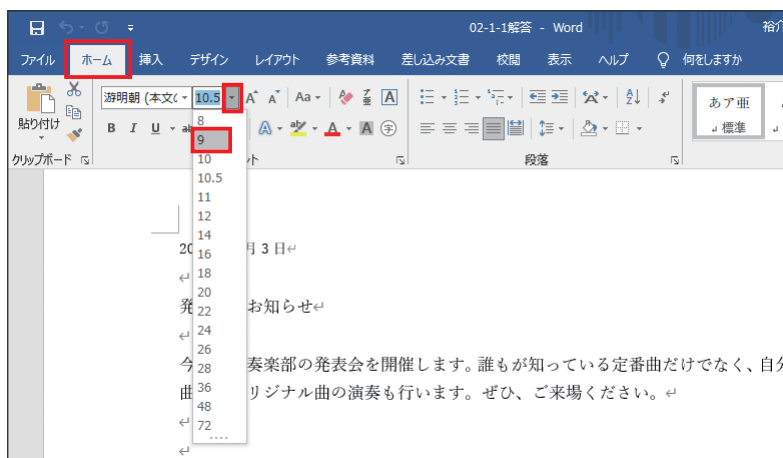 02-1-1解答 - Word
裕介
ファイル ホーム 挿入 デザイン レイアウト 参考資料 差し込み文書 校閲 表示 ヘルプ 何をしますか
游明朝 (本文の 10.5 A A Aa A
貼り付け B I U ab A A A 字
あア亜
標準
クリップボード ト 段落
8
9
10
10.5
11
12
14
16
18
20
22
24
26
28
36
48
72
20 月 3 日
発 お知らせ
今 奏楽部の発表会を開催します。誰もが知っている定番曲だけでなく、自分
曲 リジナル曲の演奏も行います。ぜひ、ご来場ください。